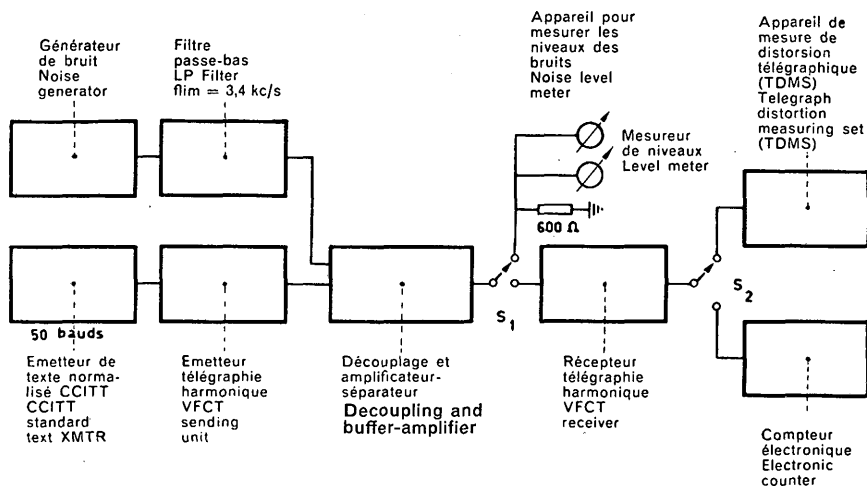 Générateur
de bruit
Noise
generator
Filtre
passe-bas
LP Filter
flim = 3,4 kc/s
Appareil pour
mesurer les
niveaux des
bruits
Noise level
meter
Appareil de
mesure de
distorsion
télégraphique
(TDMS)
Telegraph
distortion
measuring set
(TDMS)
Mesureur
de niveaux
Level meter
600 Ω
S1
S2
50 bauds
Emetteur de
texte norma-
lisé CCITT
CCITT
standard
text XMTR
Emetteur
télégraphie
harmonique
VFCT
sending
unit
Découplage et
amplificateur-
séparateur
Decoupling and
buffer-amplifier
Récepteur
télégraphie
harmonique
VFCT
receiver
Compteur
électronique
Electronic
counter